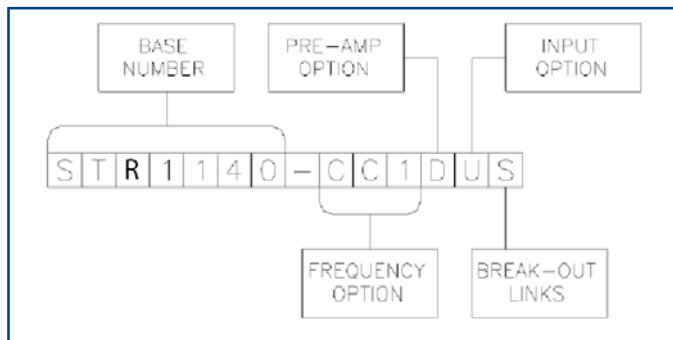 BASE
NUMBER
PRE-AMP
OPTION
INPUT
OPTION
STR1140-CC1DUS
FREQUENCY
OPTION
BREAK-OUT
LINKS